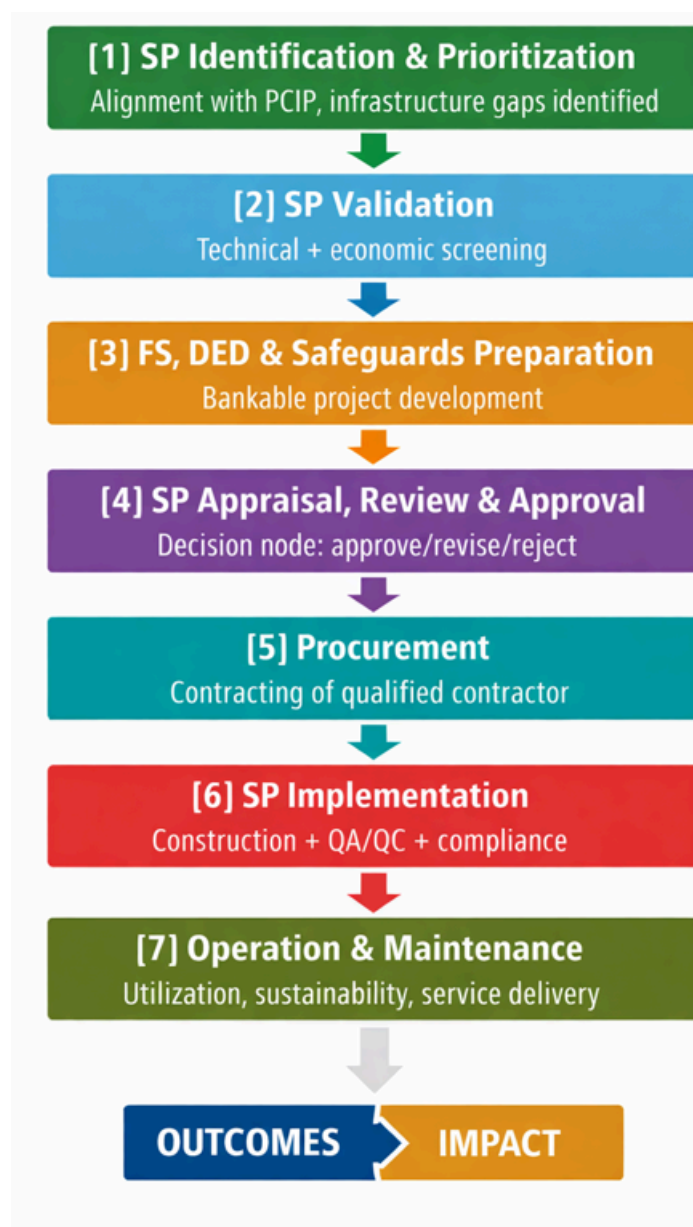 [1] SP Identification & Prioritization
Alignment with PCIP, infrastructure gaps identified
[2] SP Validation
Technical + economic screening
[3] FS, DED & Safeguards Preparation
Bankable project development
[4] SP Appraisal, Review & Approval
Decision node: approve/revise/reject
[5] Procurement
Contracting of qualified contractor
[6] SP Implementation
Construction + QA/QC + compliance
[7] Operation & Maintenance
Utilization, sustainability, service delivery
OUTCOMES IMPACT